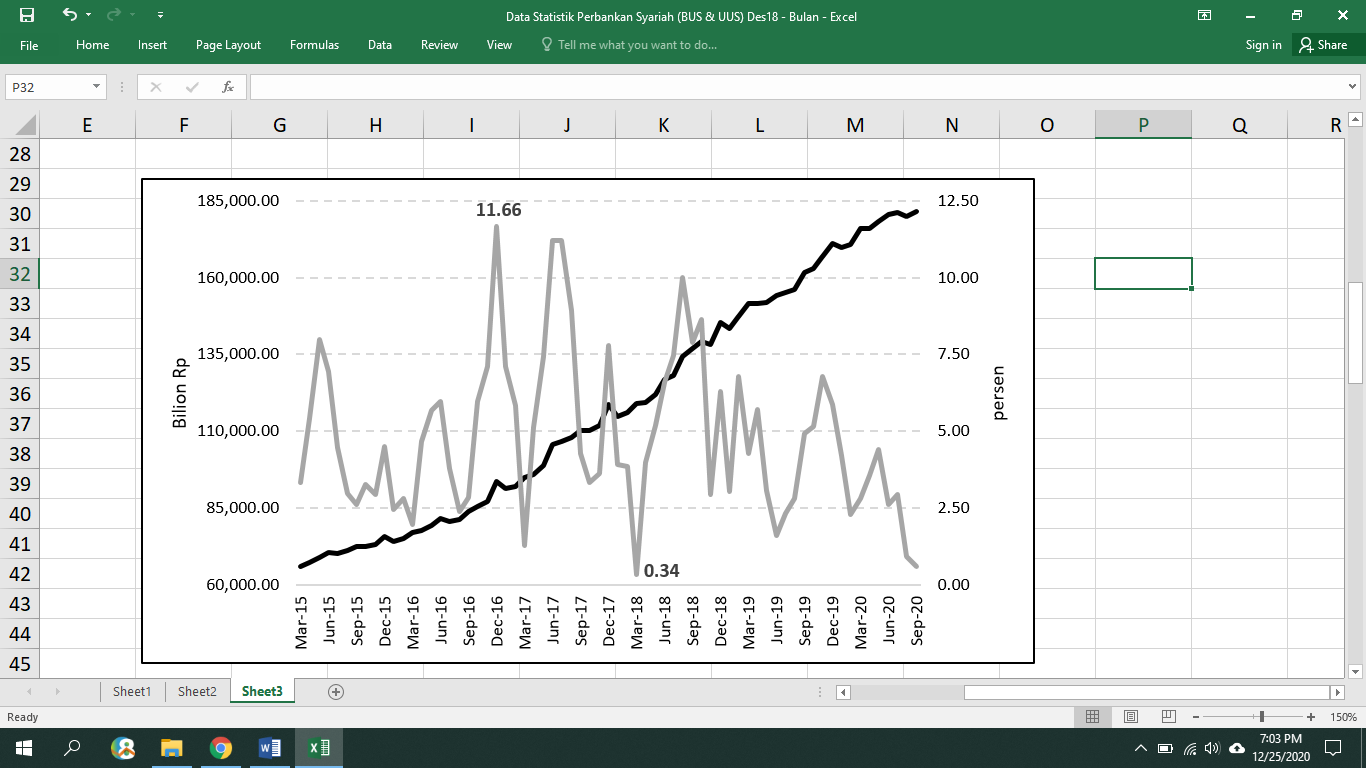 Data Statistik Perbankan Syariah (BUS & UUS) Des18 - Bulan - Excel
File Home Insert Page Layout Formulas Data Review View Tell me what you want to do... Sign in Share
P32 fx
E F G H I J K L M N O P Q R
28
29
30
31
32
33
34
35
36
37
38
39
40
41
42
43
44
45
185,000.00
160,000.00
135,000.00
110,000.00
85,000.00
60,000.00
Bilion Rp
11.66
0.34
12.50
10.00
7.50
5.00
2.50
0.00
persen
Mar-15
Jun-15
Sep-15
Dec-15
Mar-16
Jun-16
Sep-16
Dec-16
Mar-17
Jun-17
Sep-17
Dec-17
Mar-18
Jun-18
Sep-18
Dec-18
Mar-19
Jun-19
Sep-19
Dec-19
Mar-20
Jun-20
Sep-20
Sheet1 Sheet2 Sheet3
Ready 150%
7:03 PM
12/25/2020